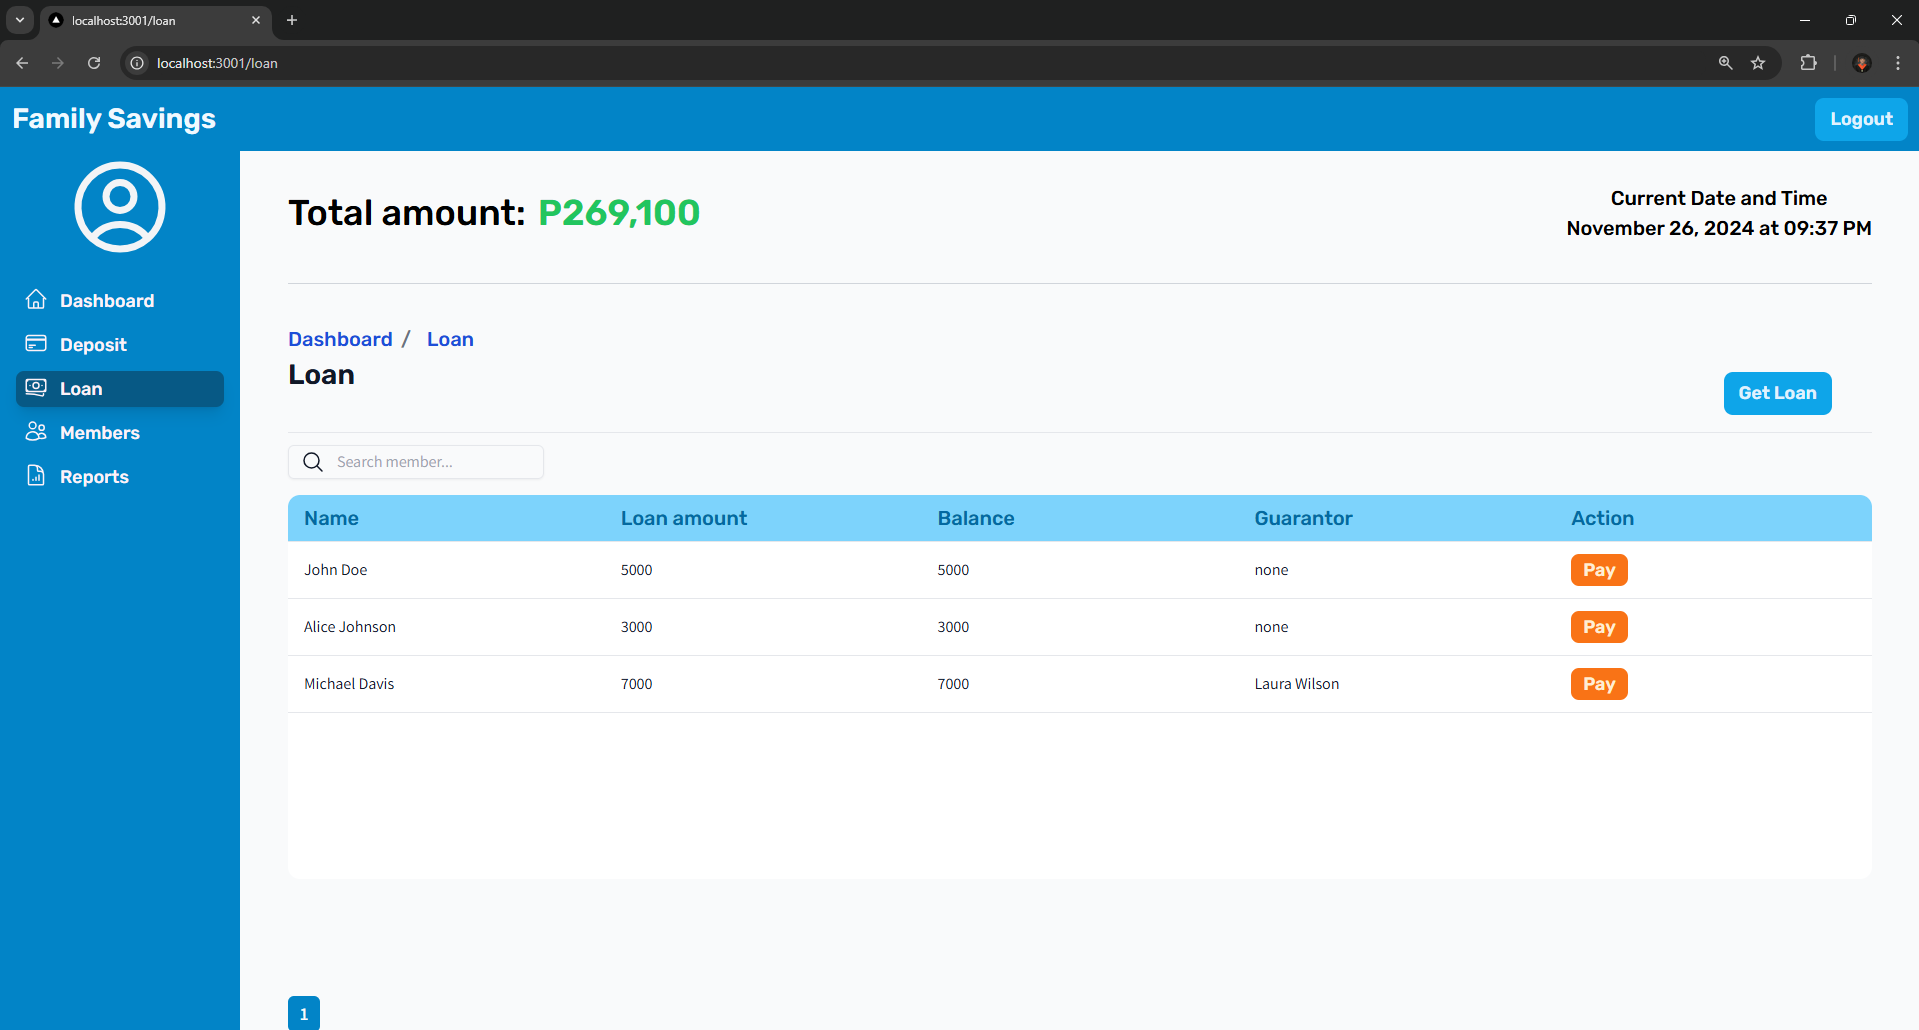 localhost:3001/loan
localhost:3001/loan
Family Savings
Logout
Total amount: P269,100
Current Date and Time
November 26, 2024 at 09:37 PM
Dashboard
Deposit
Loan
Members
Reports
Dashboard / Loan
Loan
Get Loan
Search member...
Name Loan amount Balance Guarantor Action
John Doe 5000 5000 none Pay
Alice Johnson 3000 3000 none Pay
Michael Davis 7000 7000 Laura Wilson Pay
1